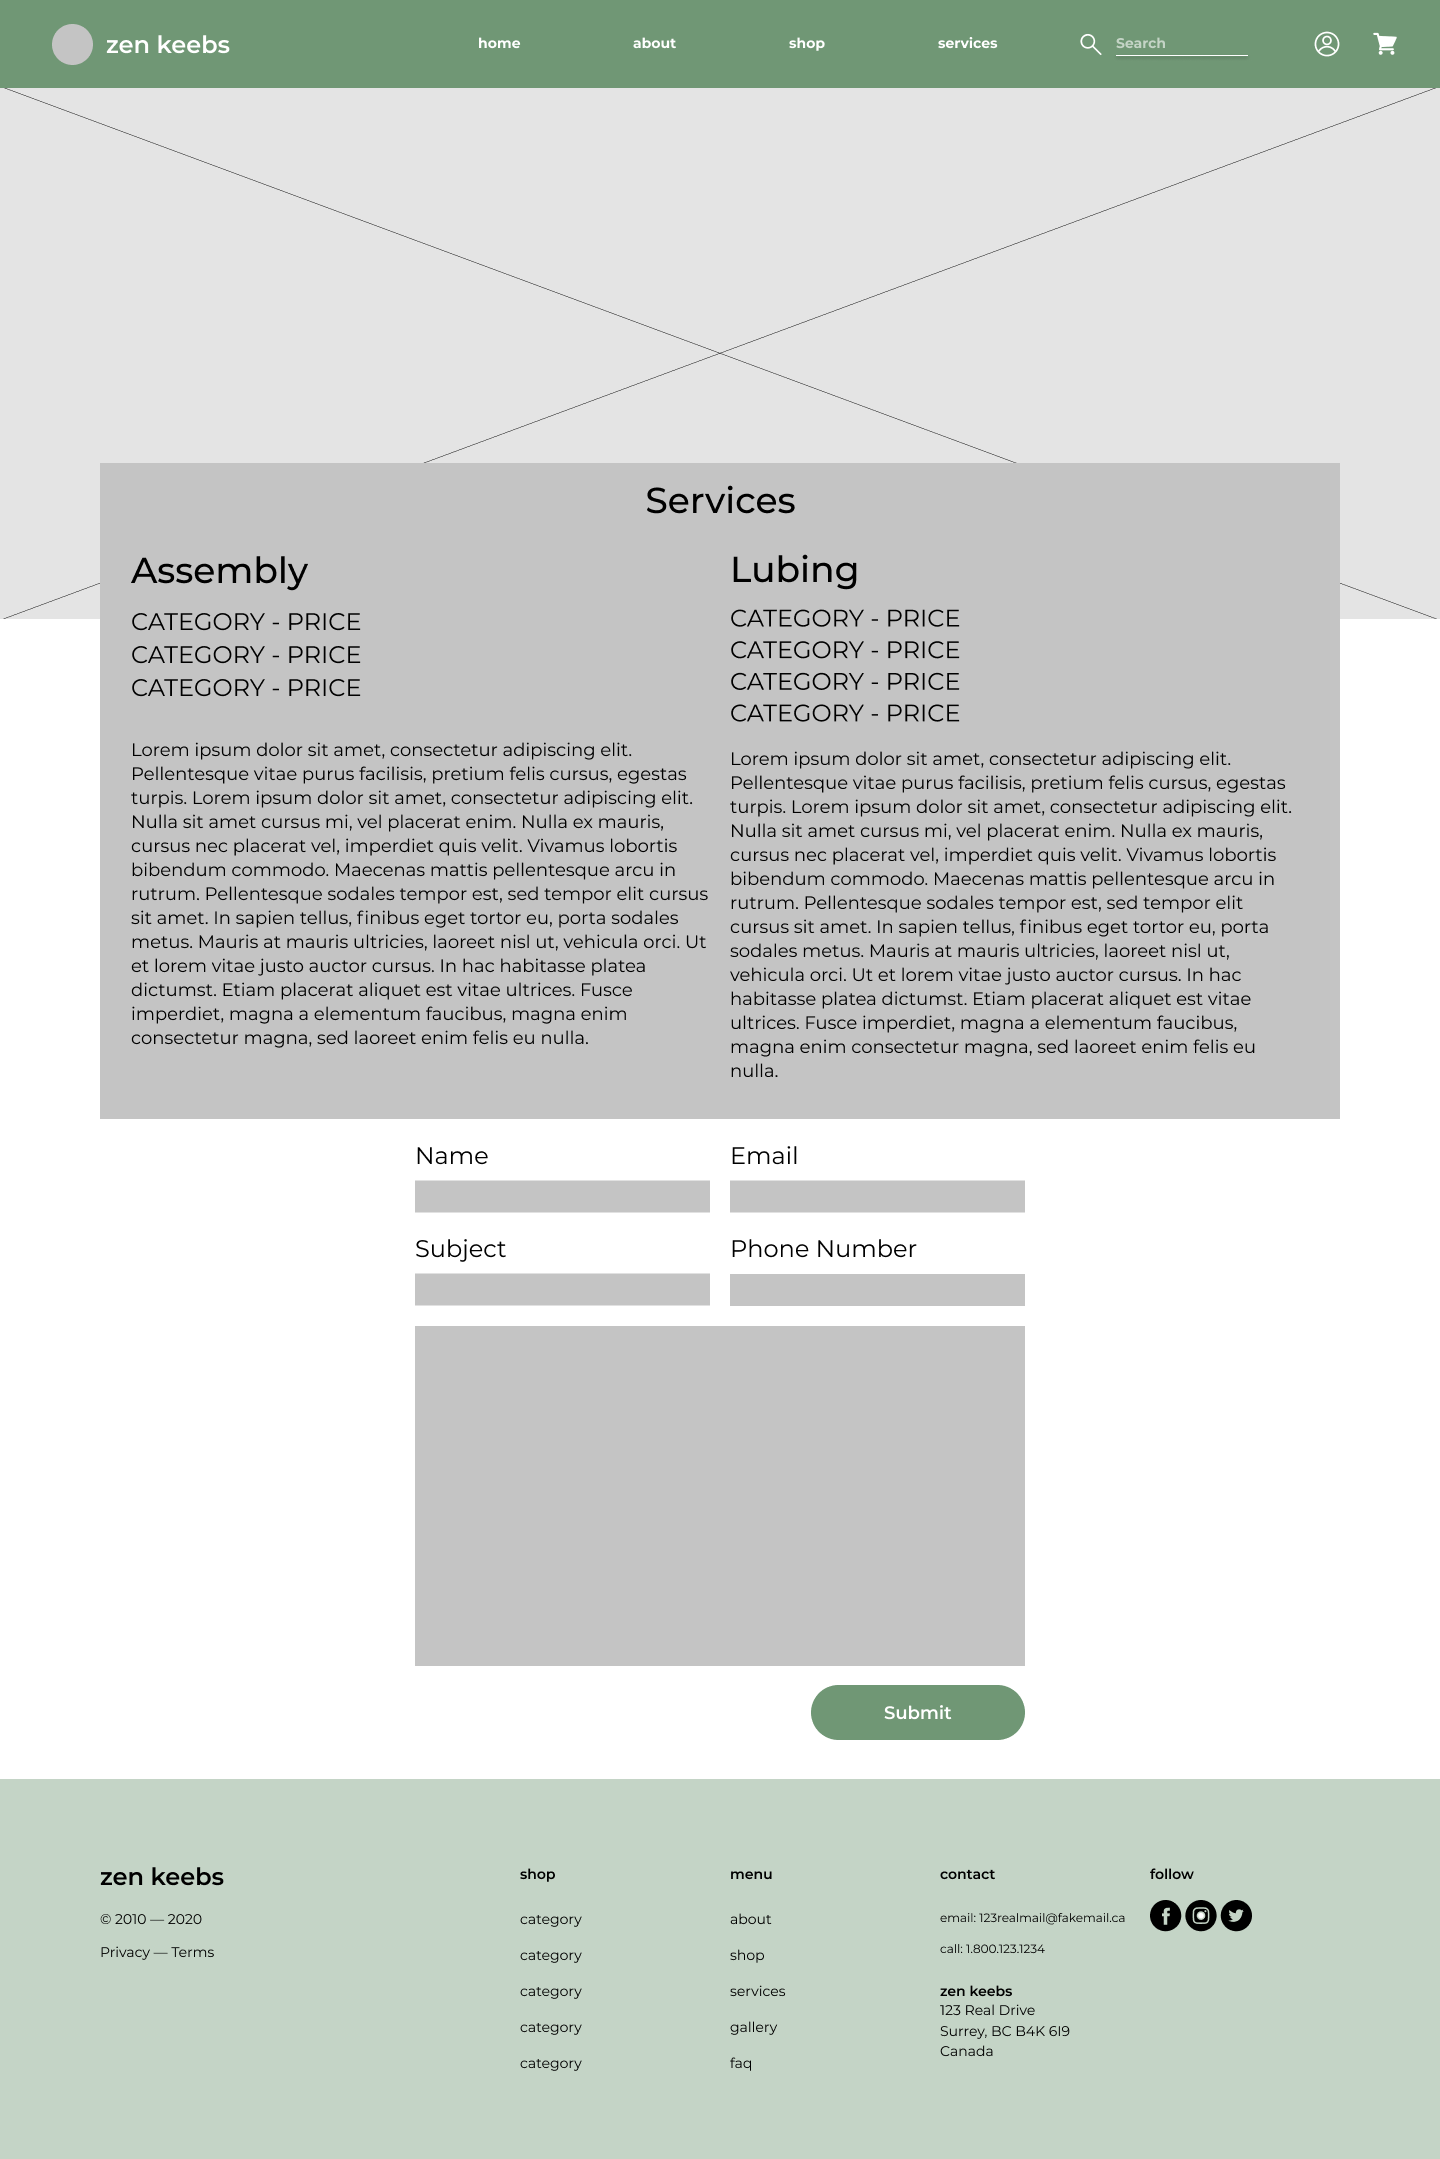 zen keebs
home
about
shop
services
Search
Services
Assembly
CATEGORY - PRICE
CATEGORY - PRICE
CATEGORY - PRICE
Lorem ipsum dolor sit amet, consectetur adipiscing elit.
Pellentesque vitae purus facilisis, pretium felis cursus, egestas
turpis. Lorem ipsum dolor sit amet, consectetur adipiscing elit.
Nulla sit amet cursus mi, vel placerat enim. Nulla ex mauris,
cursus nec placerat vel, imperdiet quis velit. Vivamus lobortis
bibendum commodo. Maecenas mattis pellentesque arcu in
rutrum. Pellentesque sodales tempor est, sed tempor elit cursus
sit amet. In sapien tellus, finibus eget tortor eu, porta sodales
metus. Mauris at mauris ultricies, laoreet nisl ut, vehicula orci. Ut
et lorem vitae justo auctor cursus. In hac habitasse platea
dictumst. Etiam placerat aliquet est vitae ultrices. Fusce
imperdiet, magna a elementum faucibus, magna enim
consectetur magna, sed laoreet enim felis eu nulla.
Lubing
CATEGORY - PRICE
CATEGORY - PRICE
CATEGORY - PRICE
CATEGORY - PRICE
Lorem ipsum dolor sit amet, consectetur adipiscing elit.
Pellentesque vitae purus facilisis, pretium felis cursus, egestas
turpis. Lorem ipsum dolor sit amet, consectetur adipiscing elit.
Nulla sit amet cursus mi, vel placerat enim. Nulla ex mauris,
cursus nec placerat vel, imperdiet quis velit. Vivamus lobortis
bibendum commodo. Maecenas mattis pellentesque arcu in
rutrum. Pellentesque sodales tempor est, sed tempor elit
cursus sit amet. In sapien tellus, finibus eget tortor eu, porta
sodales metus. Mauris at mauris ultricies, laoreet nisl ut,
vehicula orci. Ut et lorem vitae justo auctor cursus. In hac
habitasse platea dictumst. Etiam placerat aliquet est vitae
ultrices. Fusce imperdiet, magna a elementum faucibus,
magna enim consectetur magna, sed laoreet enim felis eu
nulla.
Name
Email
Subject
Phone Number
Submit
zen keebs
© 2010 — 2020
Privacy — Terms
shop
category
category
category
category
category
menu
about
shop
services
gallery
faq
contact
email: 123realmail@fakemail.ca
call: 1.800.123.1234
zen keebs
123 Real Drive
Surrey, BC B4K 6I9
Canada
follow